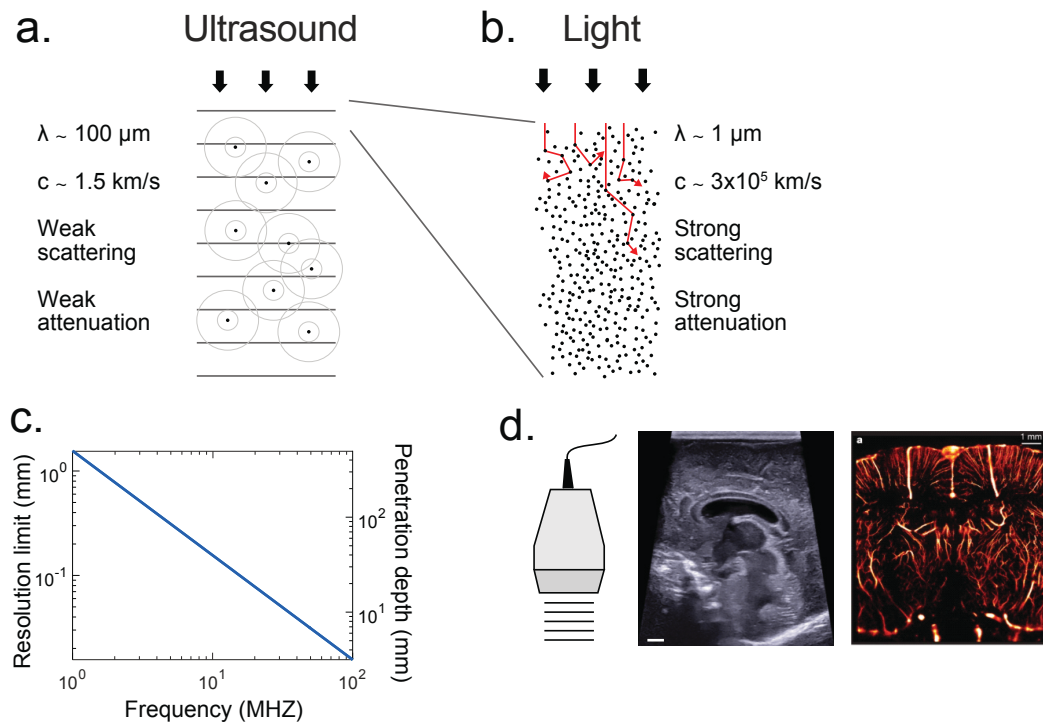 a.
Ultrasound
λ ~ 100 µm
c ~ 1.5 km/s
Weak
scattering
Weak
attenuation
b.
Light
λ ~ 1 µm
c ~ 3x10⁵ km/s
Strong
scattering
Strong
attenuation
c.
Resolution limit (mm)
10⁰
10⁻¹
Penetration depth (mm)
10²
10¹
10⁰
10¹
10²
Frequency (MHZ)
d.
a
1 mm